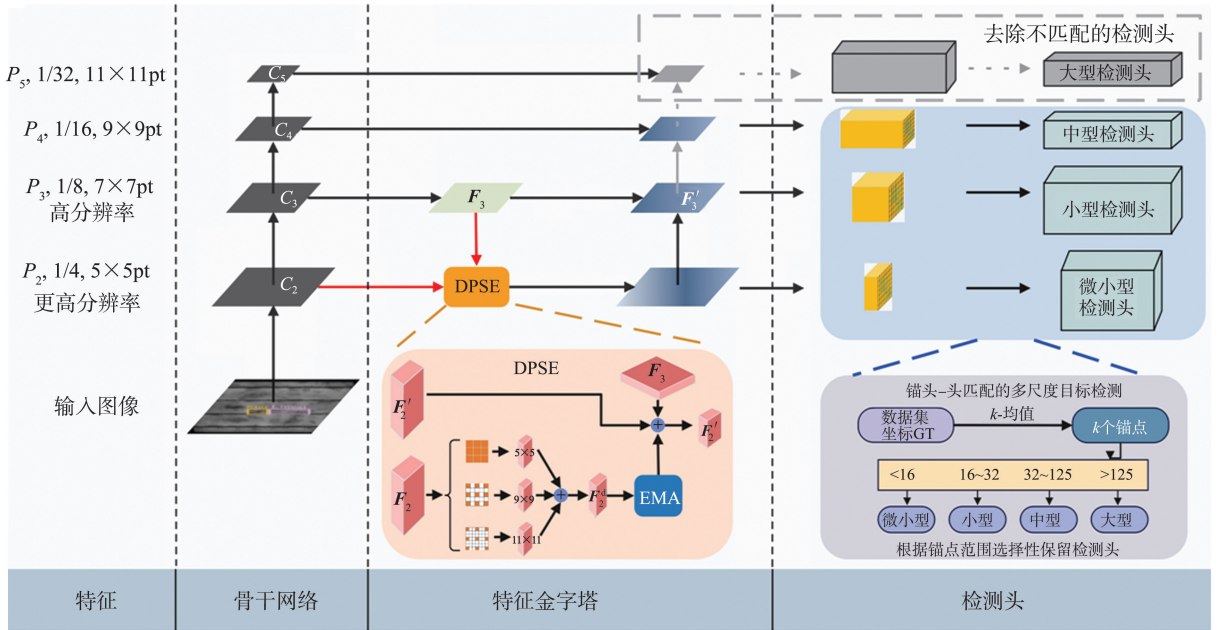 去除不匹配的检测头
P₅, 1/32, 11×11pt
C₅
大型检测头
P₄, 1/16, 9×9pt
C₄
中型检测头
P₃, 1/8, 7×7pt
高分辨率
C₃
F₃
F₃′
小型检测头
P₂, 1/4, 5×5pt
更高分辨率
C₂
DPSE
微小型
检测头
输入图像
DPSE
F₂′
F₃
F₂′
F₂
5×5
9×9
11×11
F₂ᵈ
EMA
锚头–头匹配的多尺度目标检测
数据集
坐标GT
k-均值
k个锚点
<16 16~32 32~125 >125
微小型 小型 中型 大型
根据锚点范围选择性保留检测头
特征 骨干网络 特征金字塔 检测头